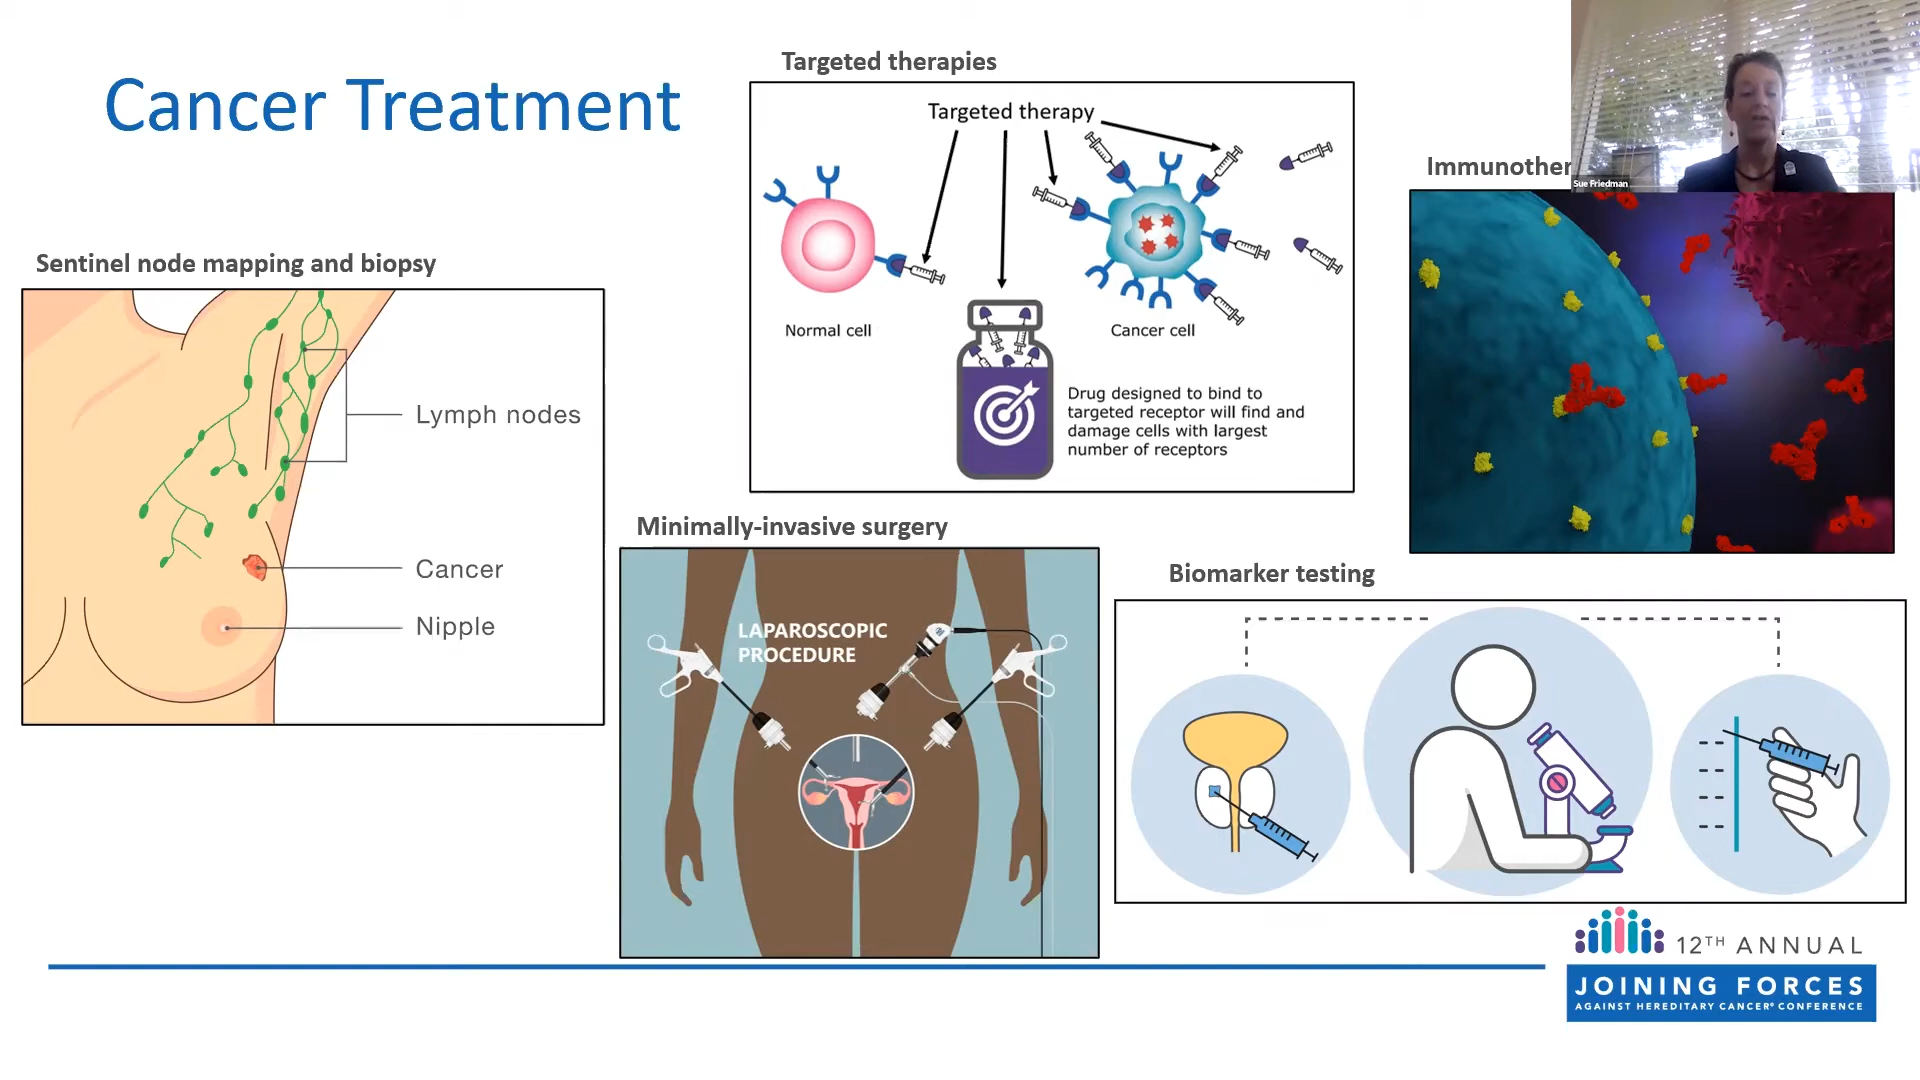 Cancer Treatment
Targeted therapies
Targeted therapy
Normal cell
Cancer cell
Drug designed to bind to
targeted receptor will find and
damage cells with largest
number of receptors
Sue Friedman
Immunother
Sentinel node mapping and biopsy
Lymph nodes
Cancer
Nipple
Minimally-invasive surgery
LAPAROSCOPIC
PROCEDURE
Biomarker testing
12TH ANNUAL
JOINING FORCES
AGAINST HEREDITARY CANCER® CONFERENCE